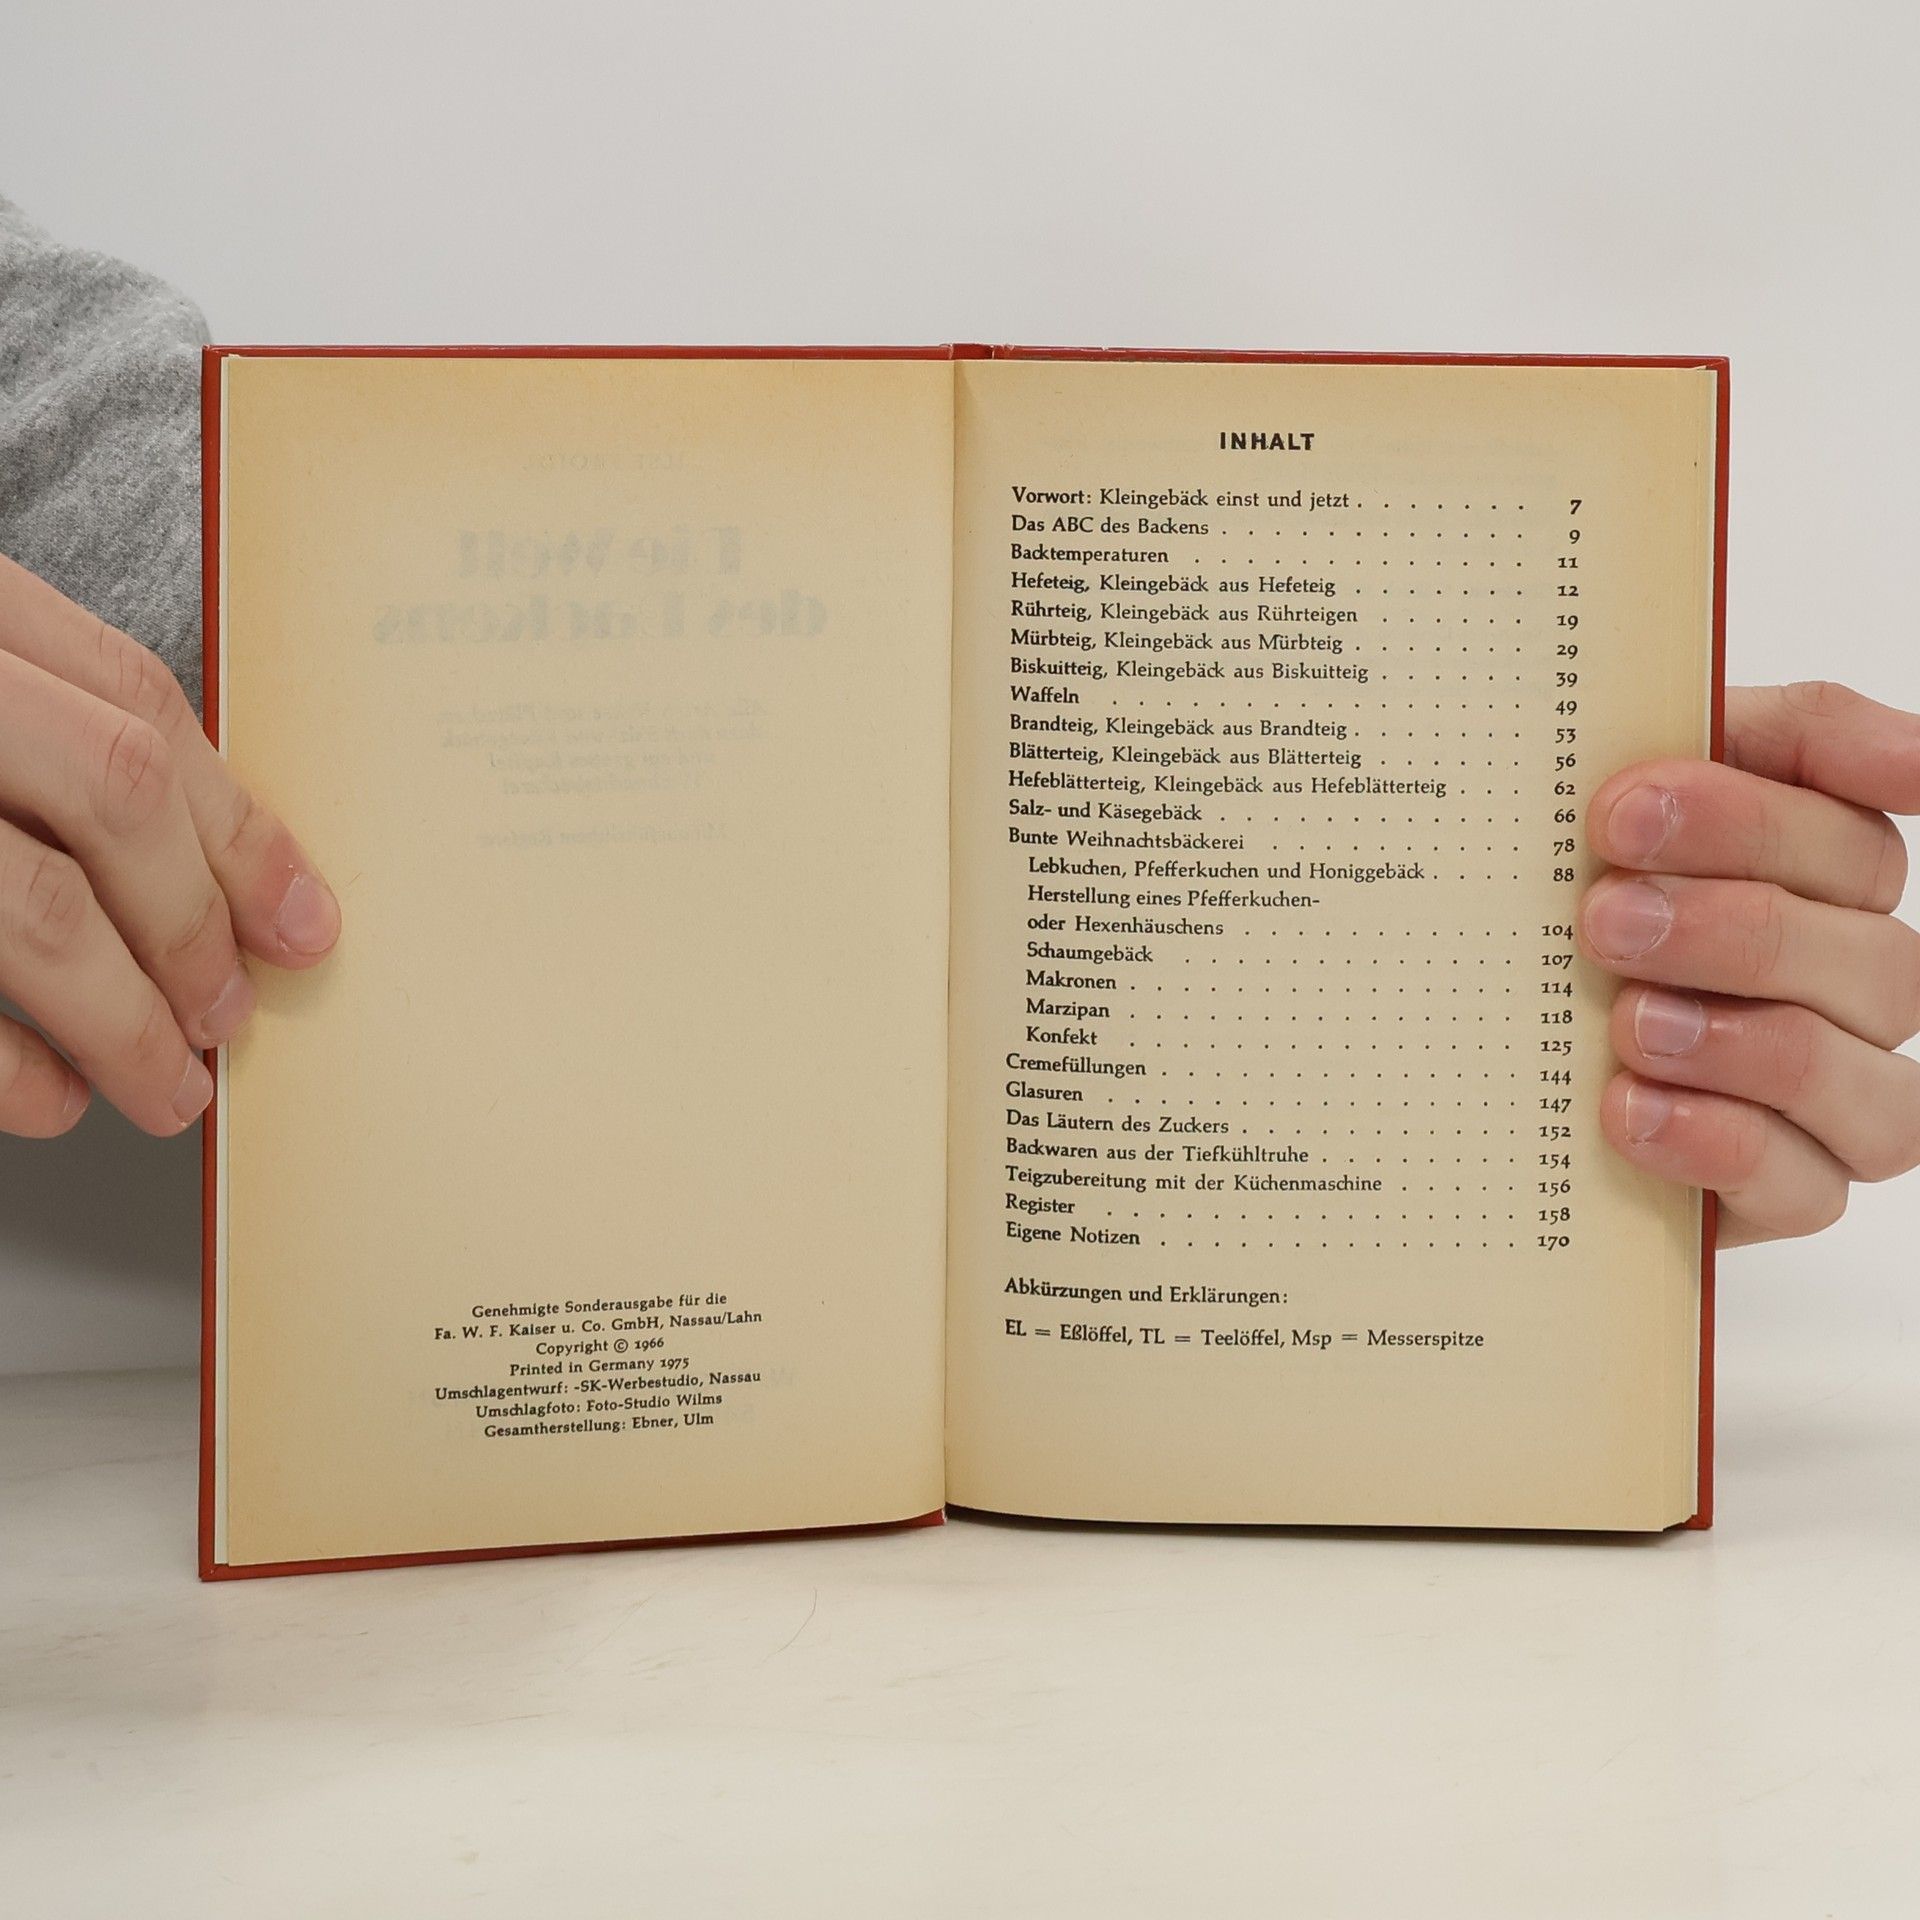 Genehmigte Sonderausgabe für die
Fa. W. F. Kaiser u. Co. GmbH, Nassau/Lahn
Copyright © 1966
Printed in Germany 1975
Umschlagentwurf: -SK-Werbestudio, Nassau
Umschlagfoto: Foto-Studio Wilms
Gesamtherstellung: Ebner, Ulm
INHALT
Vorwort: Kleingebäck einst und jetzt . . . . . . . 7
Das ABC des Backens . . . . . . . . . . . . 9
Backtemperaturen . . . . . . . . . . . . . 11
Hefeteig, Kleingebäck aus Hefeteig . . . . . . . 12
Rührteig, Kleingebäck aus Rührteigen . . . . . . 19
Mürbteig, Kleingebäck aus Mürbteig . . . . . . . 29
Biskuitteig, Kleingebäck aus Biskuitteig . . . . . . 39
Waffeln . . . . . . . . . . . . . . . . 49
Brandteig, Kleingebäck aus Brandteig . . . . . . . 53
Blätterteig, Kleingebäck aus Blätterteig . . . . . . 56
Hefeblätterteig, Kleingebäck aus Hefeblätterteig . . . 62
Salz- und Käsegebäck . . . . . . . . . . . . 66
Bunte Weihnachtsbäckerei . . . . . . . . . . 78
Lebkuchen, Pfefferkuchen und Honiggebäck . . . . 88
Herstellung eines Pfefferkuchen-
oder Hexenhäuschens . . . . . . . . . . . 104
Schaumgebäck . . . . . . . . . . . . . 107
Makronen . . . . . . . . . . . . . . . 114
Marzipan . . . . . . . . . . . . . . . 118
Konfekt . . . . . . . . . . . . . . . 125
Cremefüllungen . . . . . . . . . . . . . . 144
Glasuren . . . . . . . . . . . . . . . . 147
Das Läutern des Zuckers . . . . . . . . . . . 152
Backwaren aus der Tiefkühltruhe . . . . . . . . 154
Teigzubereitung mit der Küchenmaschine . . . . . 156
Register . . . . . . . . . . . . . . . . 158
Eigene Notizen . . . . . . . . . . . . . . 170
Abkürzungen und Erklärungen:
EL = Eßlöffel, TL = Teelöffel, Msp = Messerspitze